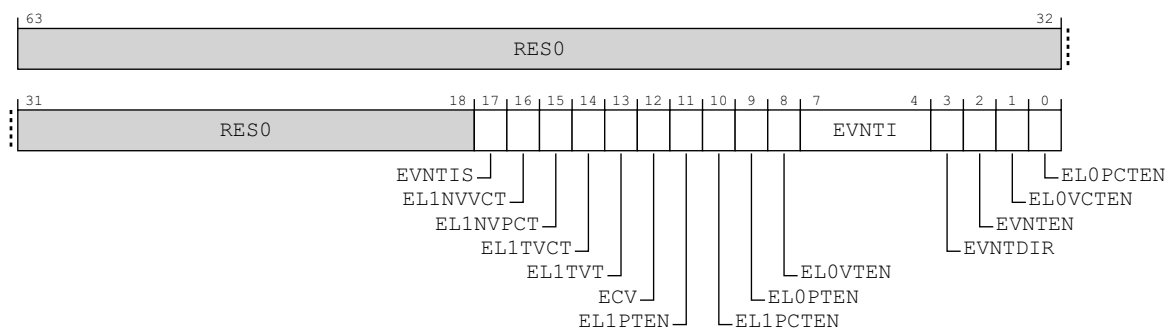 63 32
RES0
31 18 17 16 15 14 13 12 11 10 9 8 7 4 3 2 1 0
RES0 EVNTI
EVNTIS EL0PCTEN
EL1NVVCT EL0VCTEN
EL1NVPCT EVNTEN
EL1TVCT EVNTDIR
EL1TVT EL0VTEN
ECV EL0PTEN
EL1PTEN EL1PCTEN